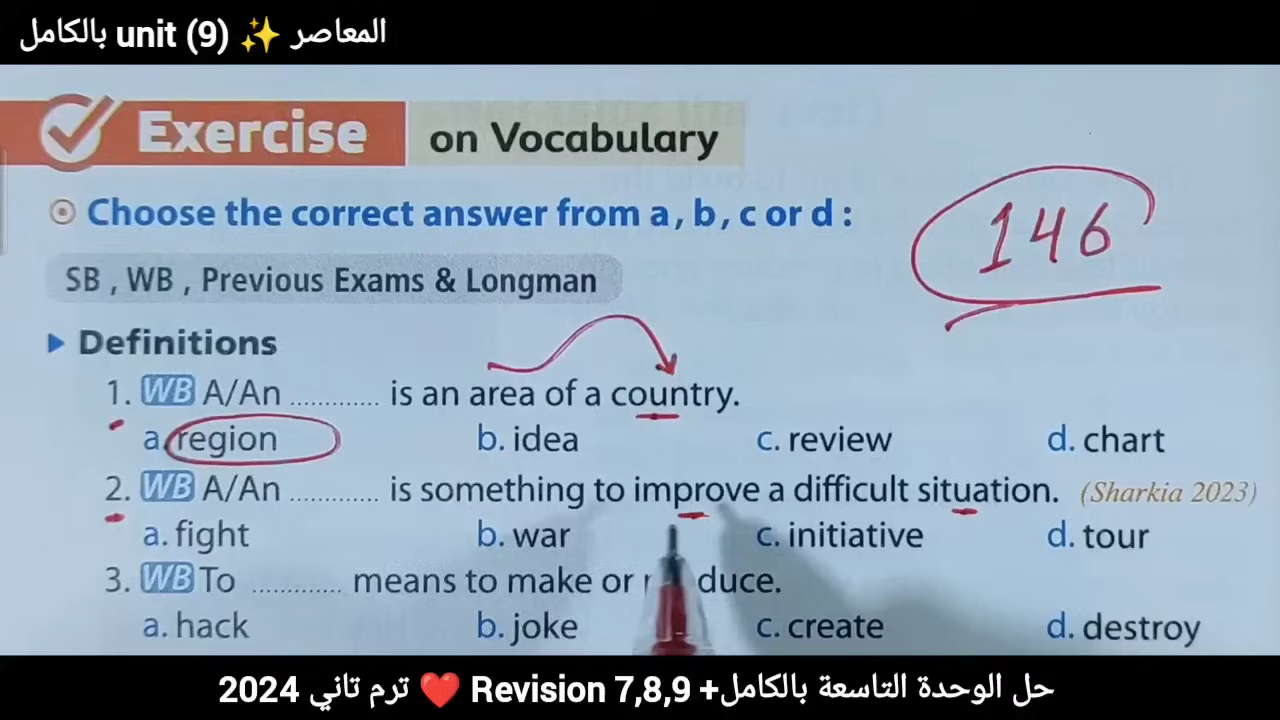 المعاصر ✨ unit (9) بالكامل
Exercise on Vocabulary
146
Choose the correct answer from a, b, c or d :
SB , WB , Previous Exams & Longman
Definitions
1. WB A/An ............ is an area of a country.
a. region b. idea c. review d. chart
2. WB A/An ............ is something to improve a difficult situation. (Sharkia 2023)
a. fight b. war c. initiative d. tour
3. WB To ............ means to make or duce.
a. hack b. joke c. create d. destroy
حل الوحدة التاسعة بالكامل+ Revision 7,8,9 ❤️ ترم تاني 2024